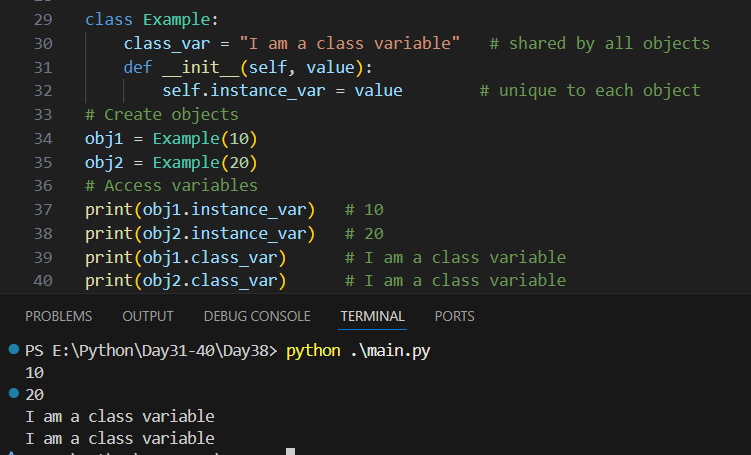 29 class Example:
30     class_var = "I am a class variable"   # shared by all objects
31     def __init__(self, value):
32         self.instance_var = value        # unique to each object
33 # Create objects
34 obj1 = Example(10)
35 obj2 = Example(20)
36 # Access variables
37 print(obj1.instance_var)   # 10
38 print(obj2.instance_var)   # 20
39 print(obj1.class_var)      # I am a class variable
40 print(obj2.class_var)      # I am a class variable
PROBLEMS OUTPUT DEBUG CONSOLE TERMINAL PORTS
PS E:\Python\Day31-40\Day38> python .\main.py
10
20
I am a class variable
I am a class variable